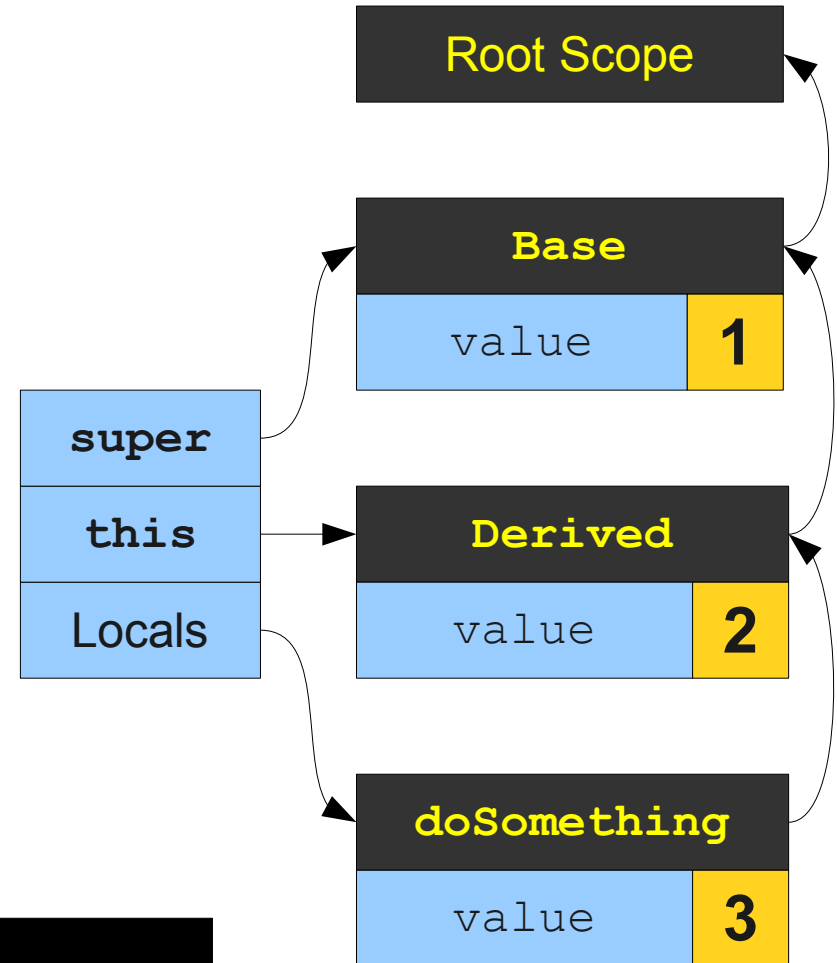 Root Scope
Base
value 1
super
this
Locals
Derived
value 2
doSomething
value 3